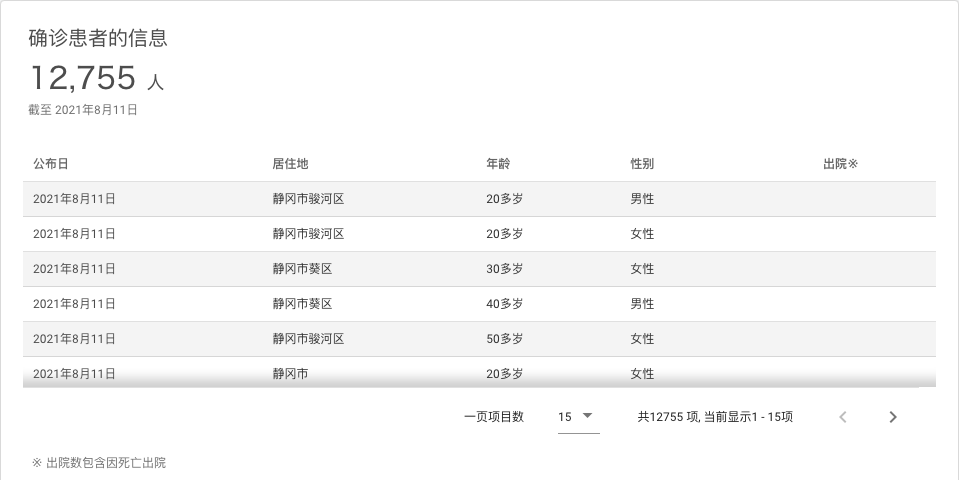 确诊患者的信息
12,755 人
截至 2021年8月11日
公布日 居住地 年龄 性别 出院※
2021年8月11日 静冈市骏河区 20多岁 男性
2021年8月11日 静冈市骏河区 20多岁 女性
2021年8月11日 静冈市葵区 30多岁 女性
2021年8月11日 静冈市葵区 40多岁 男性
2021年8月11日 静冈市骏河区 50多岁 女性
2021年8月11日 静冈市 20多岁 女性
一页项目数 15 共12755 项, 当前显示1 - 15项
※ 出院数包含因死亡出院